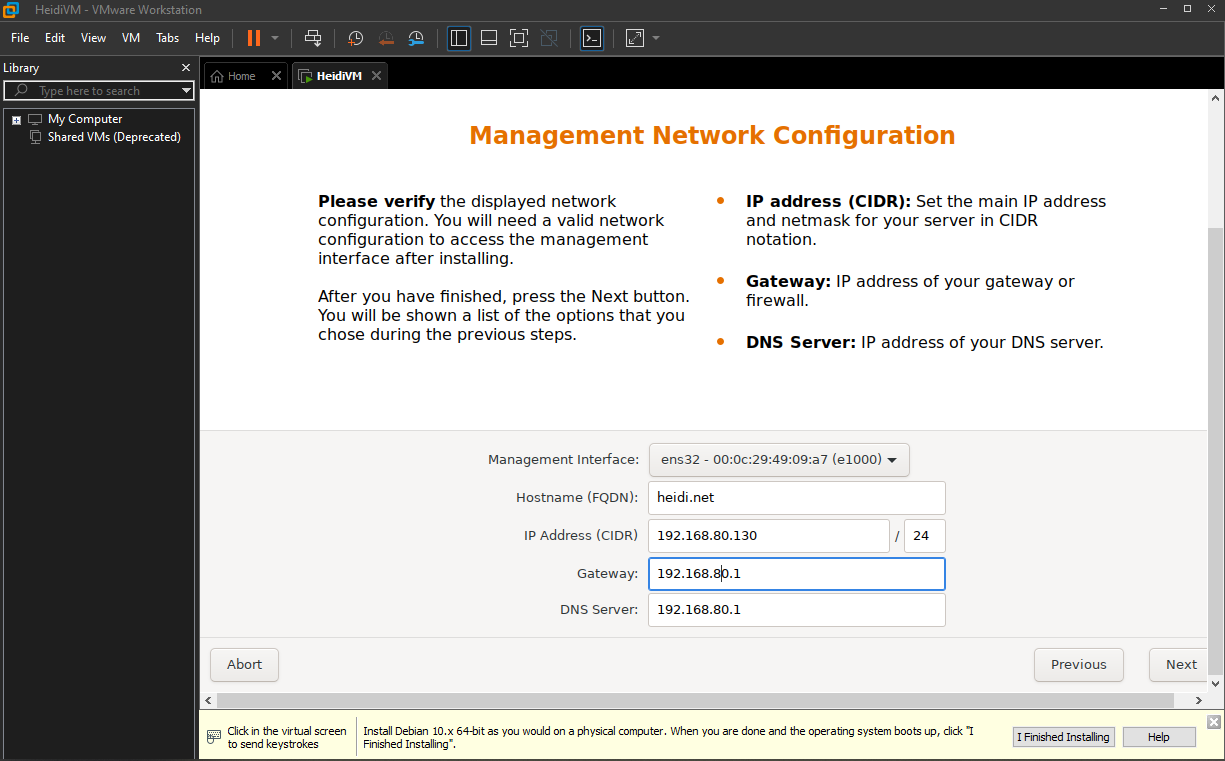 HeidiVM - VMware Workstation
File Edit View VM Tabs Help
Library
Type here to search
My Computer
Shared VMs (Deprecated)
Home
HeidiVM
Management Network Configuration
Please verify the displayed network
configuration. You will need a valid network
configuration to access the management
interface after installing.
After you have finished, press the Next button.
You will be shown a list of the options that you
chose during the previous steps.
IP address (CIDR): Set the main IP address
and netmask for your server in CIDR
notation.
Gateway: IP address of your gateway or
firewall.
DNS Server: IP address of your DNS server.
Management Interface: ens32 - 00:0c:29:49:09:a7 (e1000)
Hostname (FQDN): heidi.net
IP Address (CIDR) 192.168.80.130 / 24
Gateway: 192.168.80.1
DNS Server: 192.168.80.1
Abort Previous Next
Click in the virtual screen
to send keystrokes
Install Debian 10.x 64-bit as you would on a physical computer. When you are done and the operating system boots up, click "I
Finished Installing".
I Finished Installing Help